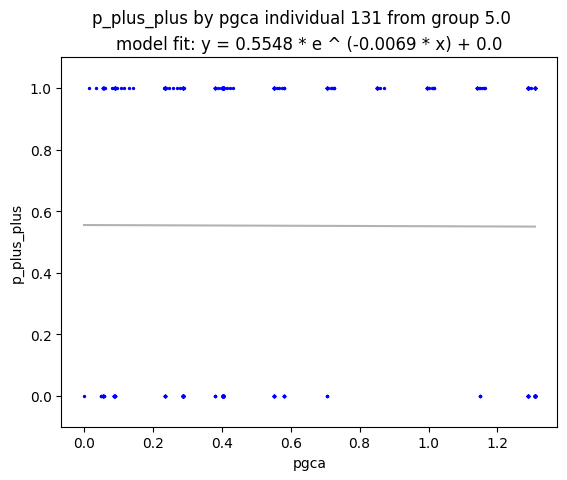 p_plus_plus by pgca individual 131 from group 5.0
model fit: y = 0.5548 * e ^ (-0.0069 * x) + 0.0
1.0
0.8
0.6
0.4
0.2
0.0
p_plus_plus
0.0 0.2 0.4 0.6 0.8 1.0 1.2
pgca